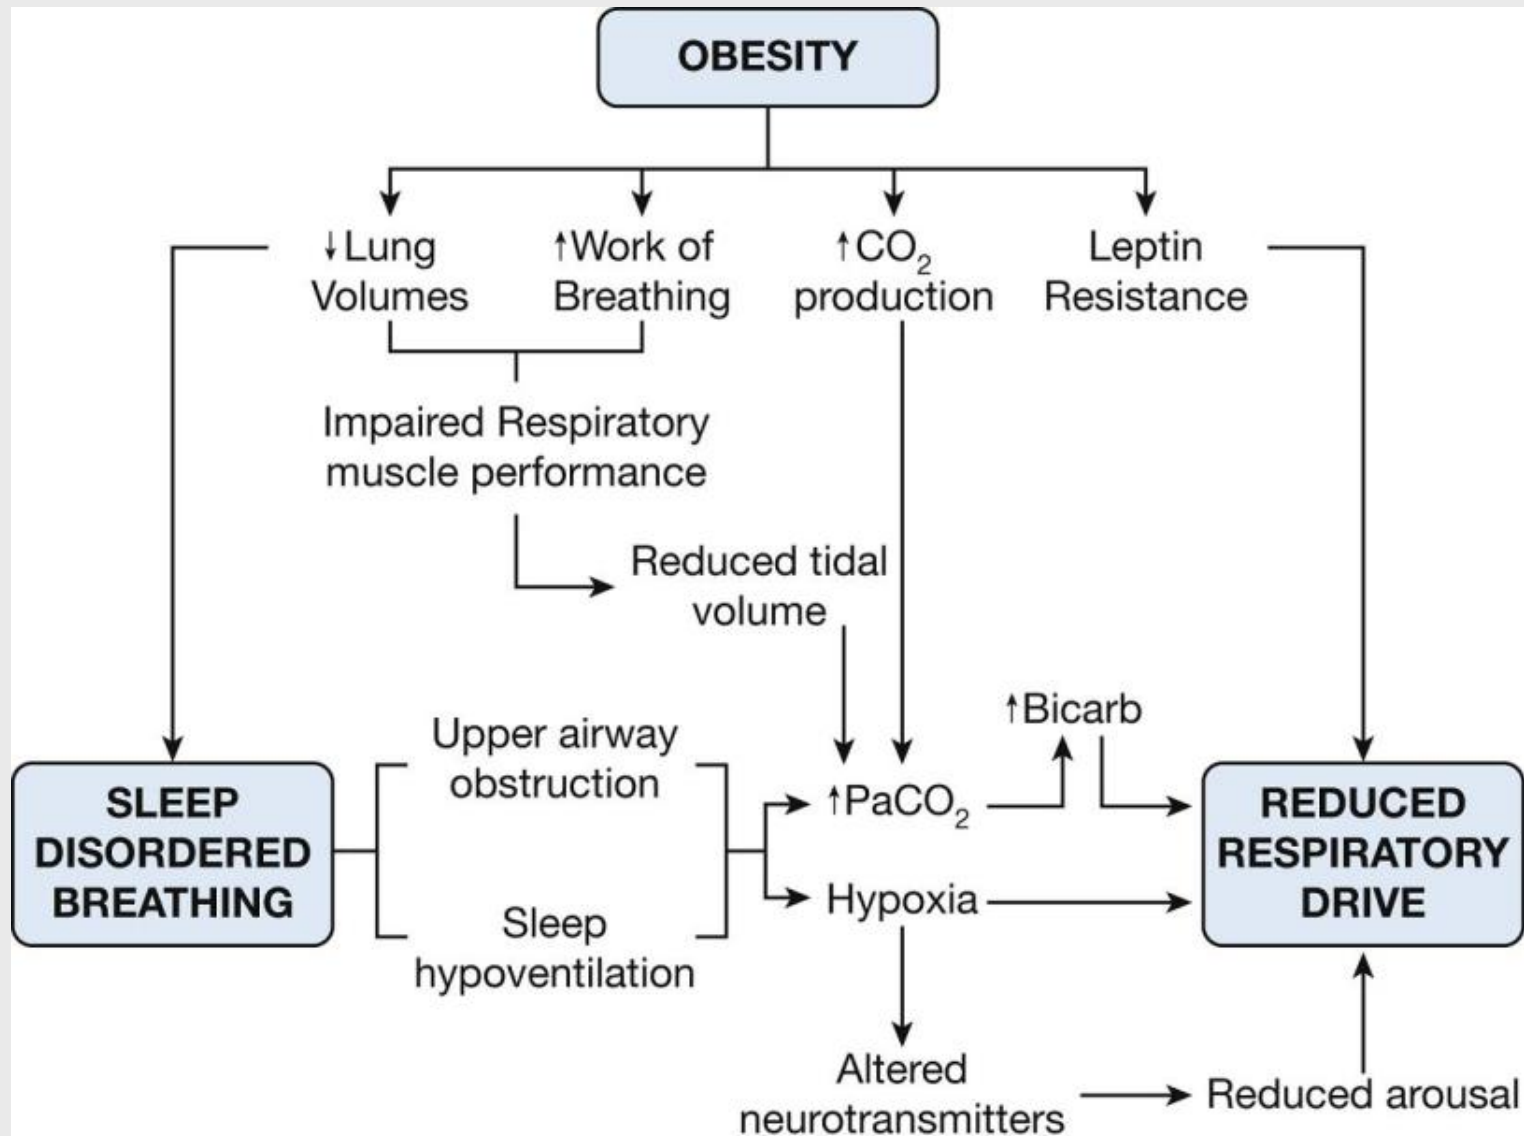 OBESITY
↓Lung
Volumes
↑Work of
Breathing
↑CO₂
production
Leptin
Resistance
Impaired Respiratory
muscle performance
Reduced tidal
volume
↑Bicarb
Upper airway
obstruction
SLEEP
DISORDERED
BREATHING
↑PaCO₂
REDUCED
RESPIRATORY
DRIVE
Hypoxia
Sleep
hypoventilation
Altered
neurotransmitters
Reduced arousal